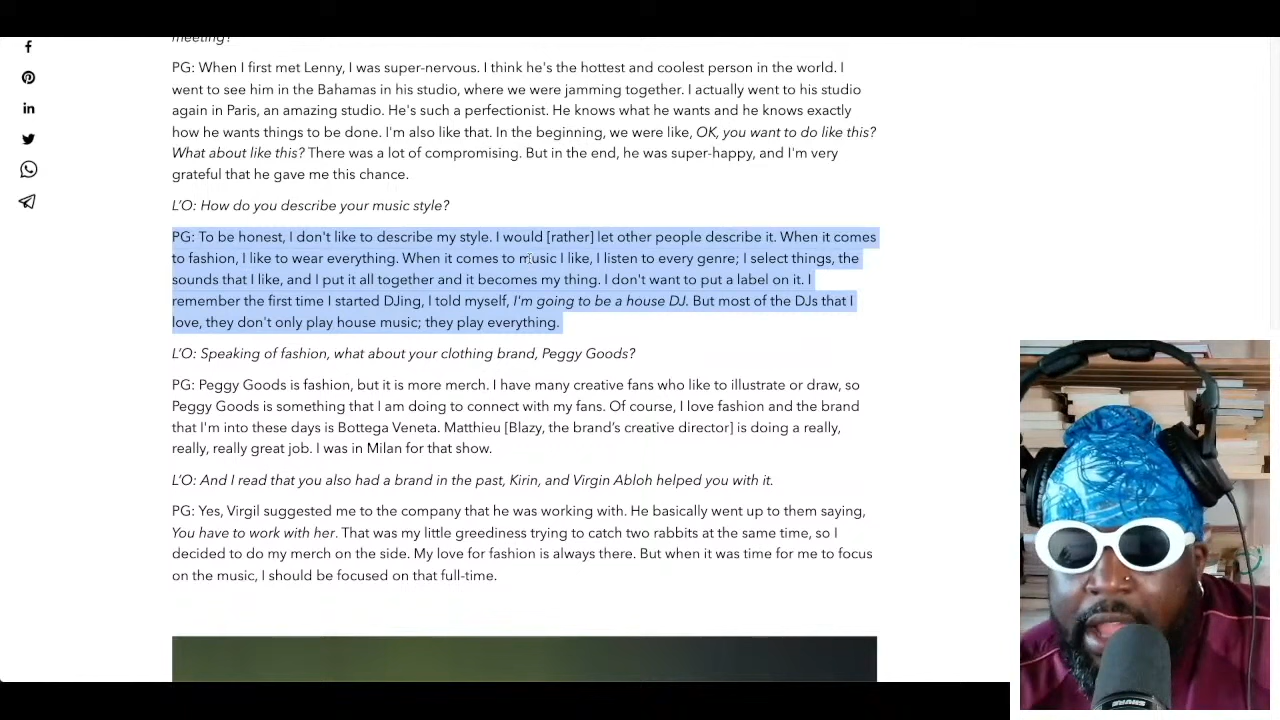 meeting?
PG: When I first met Lenny, I was super-nervous. I think he's the hottest and coolest person in the world. I
went to see him in the Bahamas in his studio, where we were jamming together. I actually went to his studio
again in Paris, an amazing studio. He's such a perfectionist. He knows what he wants and he knows exactly
how he wants things to be done. I'm also like that. In the beginning, we were like, OK, you want to do like this?
What about like this? There was a lot of compromising. But in the end, he was super-happy, and I'm very
grateful that he gave me this chance.
L'O: How do you describe your music style?
PG: To be honest, I don't like to describe my style. I would [rather] let other people describe it. When it comes
to fashion, I like to wear everything. When it comes to music I like, I listen to every genre; I select things, the
sounds that I like, and I put it all together and it becomes my thing. I don't want to put a label on it. I
remember the first time I started DJing, I told myself, I'm going to be a house DJ. But most of the DJs that I
love, they don't only play house music; they play everything.
L'O: Speaking of fashion, what about your clothing brand, Peggy Goods?
PG: Peggy Goods is fashion, but it is more merch. I have many creative fans who like to illustrate or draw, so
Peggy Goods is something that I am doing to connect with my fans. Of course, I love fashion and the brand
that I'm into these days is Bottega Veneta. Matthieu [Blazy, the brand's creative director] is doing a really,
really, really great job. I was in Milan for that show.
L'O: And I read that you also had a brand in the past, Kirin, and Virgin Abloh helped you with it.
PG: Yes, Virgil suggested me to the company that he was working with. He basically went up to them saying,
You have to work with her. That was my little greediness trying to catch two rabbits at the same time, so I
decided to do my merch on the side. My love for fashion is always there. But when it was time for me to focus
on the music, I should be focused on that full-time.
SHURE